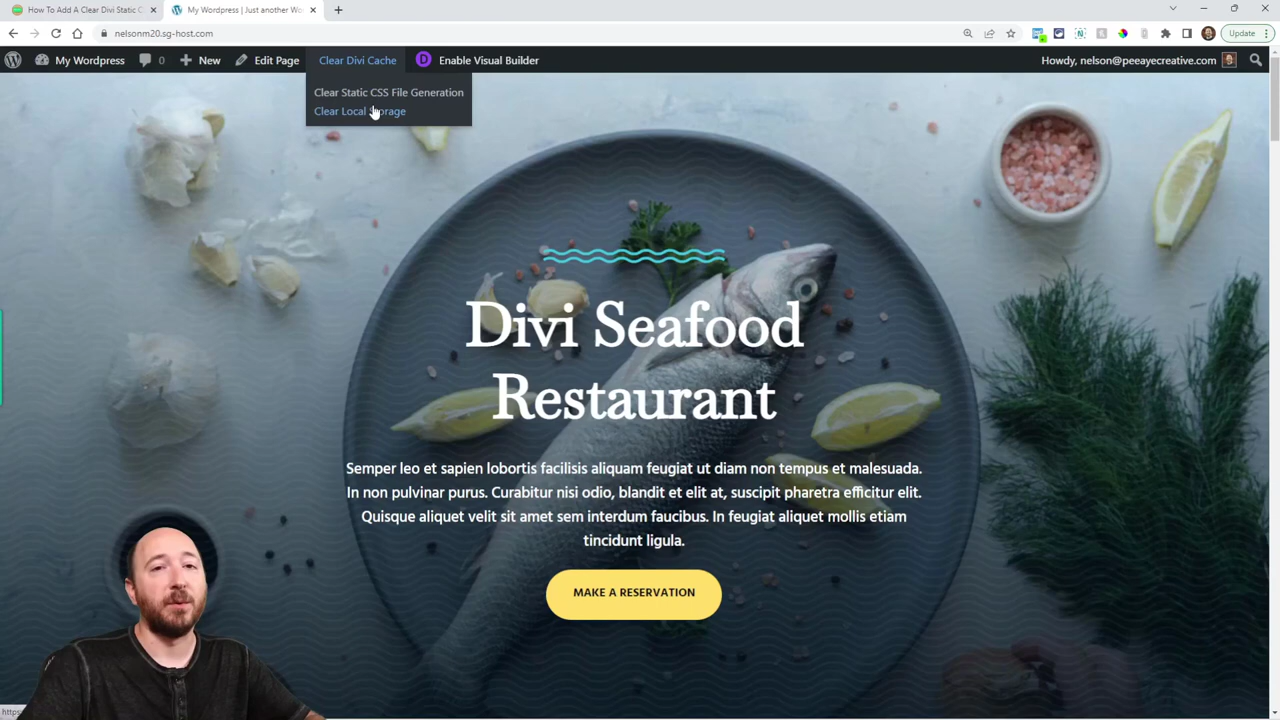 How To Add A Clear Divi Static C
My Wordpress | Just another Wo
nelsonm20.sg-host.com
Update
My Wordpress
0
New
Edit Page
Clear Divi Cache
D
Enable Visual Builder
Howdy, nelson@peeayecreative.com
Clear Static CSS File Generation
Clear Local Storage
Divi Seafood
Restaurant
Semper leo et sapien lobortis facilisis aliquam feugiat ut diam non tempus et malesuada.
In non pulvinar purus. Curabitur nisi odio, blandit et elit at, suscipit pharetra efficitur elit.
Quisque aliquet velit sit amet sem interdum faucibus. In feugiat aliquet mollis etiam
tincidunt ligula.
MAKE A RESERVATION